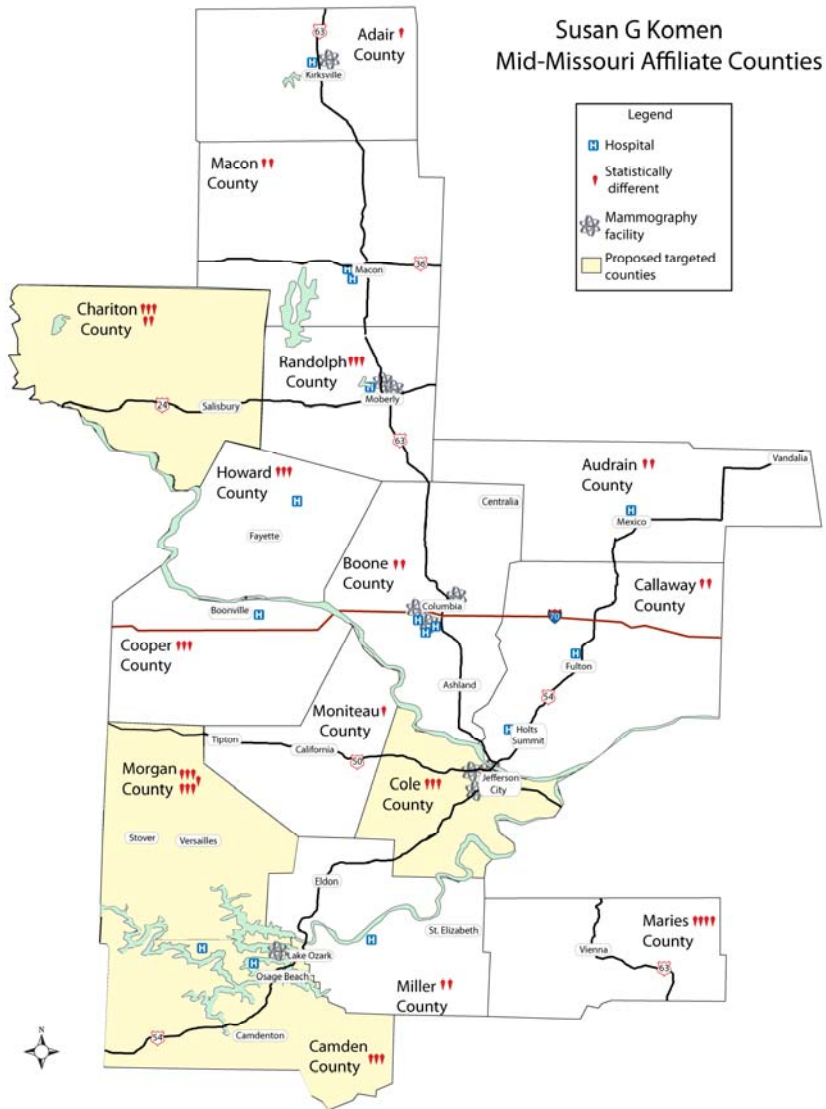 Susan G Komen
Mid-Missouri Affiliate Counties
Legend
H Hospital
Statistically
different
Mammography
facility
Proposed targeted
counties
63
Adair
County
H
Kirksville
Macon
County
H
H
Macon
36
Chariton
County
Randolph
County
H
Moberly
24
Salisbury
63
Howard
County
H
Fayette
Audrain
County
Vandalia
H
Mexico
Centralia
Boone
County
Callaway
County
Boonville
H
Columbia
H
H
H
70
Cooper
County
H
Fulton
Ashland
54
Moniteau
County
H
Holts
Summit
Tipton
California
50
Morgan
County
Cole
County
Jefferson
City
Stover
Versailles
Eldon
St. Elizabeth
Maries
County
H
H
Lake Ozark
H
Osage Beach
Vienna
63
Miller
County
54
Camdenton
Camden
County
N